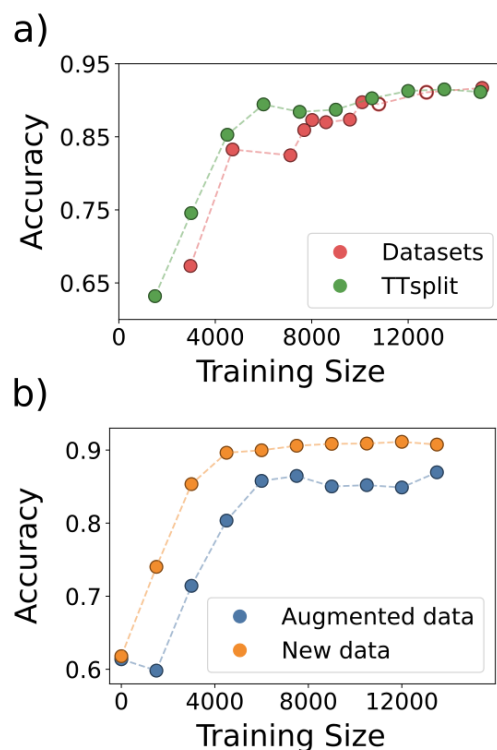 a)
0.95
0.85
0.75
0.65
Accuracy
Datasets
TTsplit
0 4000 8000 12000
Training Size
b)
0.9
0.8
0.7
0.6
Accuracy
Augmented data
New data
0 4000 8000 12000
Training Size